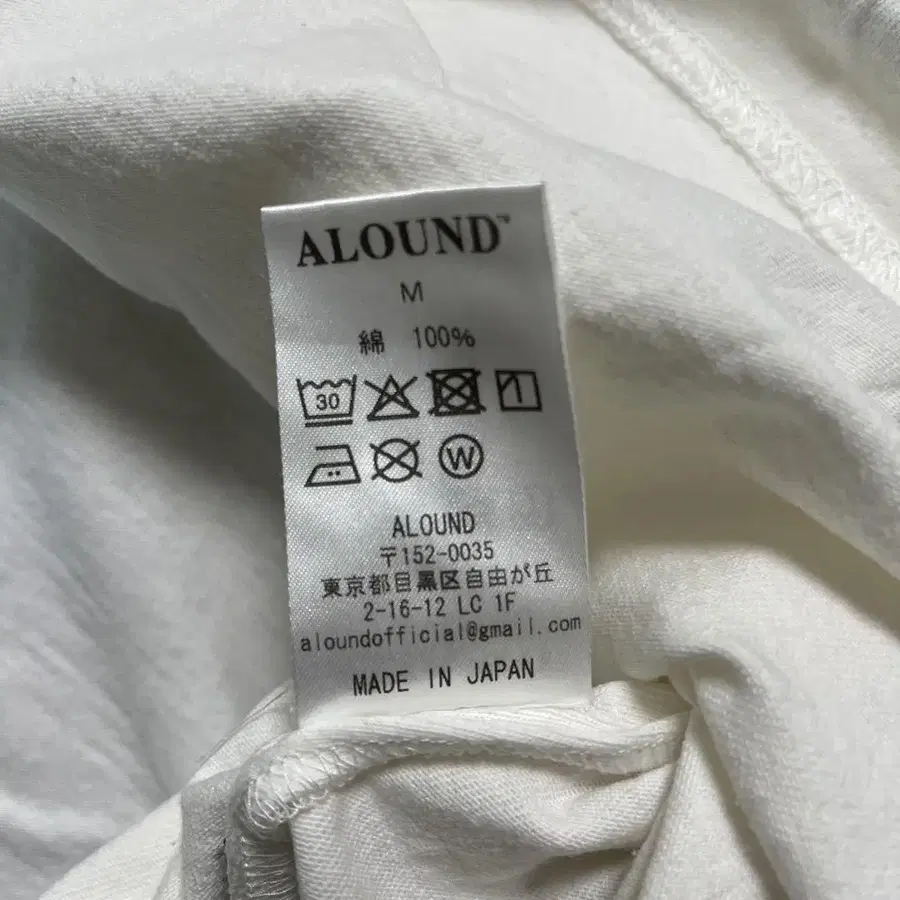 ALOUND™
M
綿 100%
30
W
ALOUND
〒152-0035
東京都目黒区自由が丘
2-16-12 LC 1F
aloundofficial@gmail.com
MADE IN JAPAN